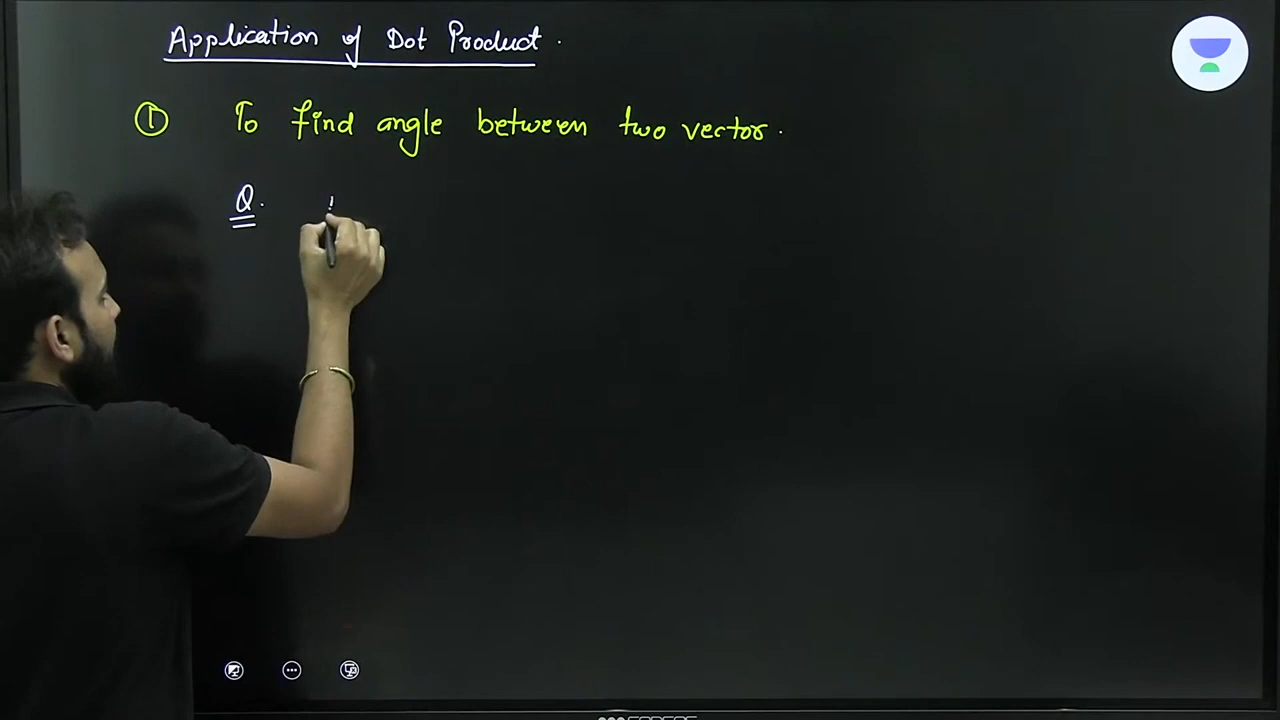 Application of Dot Product.
① To find angle between two vector.
Q.